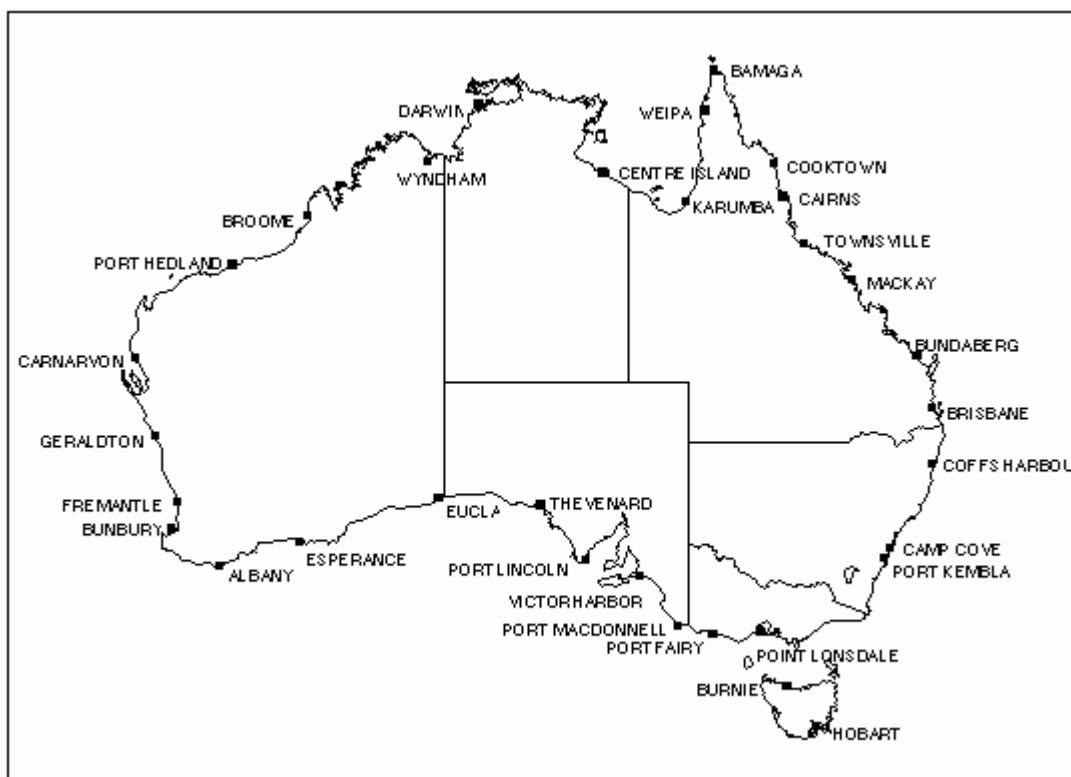 BAMAGA
DARWIN
WEIPA
COOKTOWN
WYNDHAM
CENTRE ISLAND
CAIRNS
KARUMBA
BROOME
TOWNSVILLE
PORT HEDLAND
MACKAY
BUNDABERG
CARNARVON
BRISBANE
GERALDTON
COFFS HARBOU
FREMANTLE
EUCLA
THEVENARD
BUNBURY
ESPERANCE
CAMP COVE
PORT LINCOLN
PORT KEMBLA
ALBANY
VICTOR HARBOR
PORT MACDONNELL
PORT FAIRY
POINT LONSDALE
BURNIE
HOBART